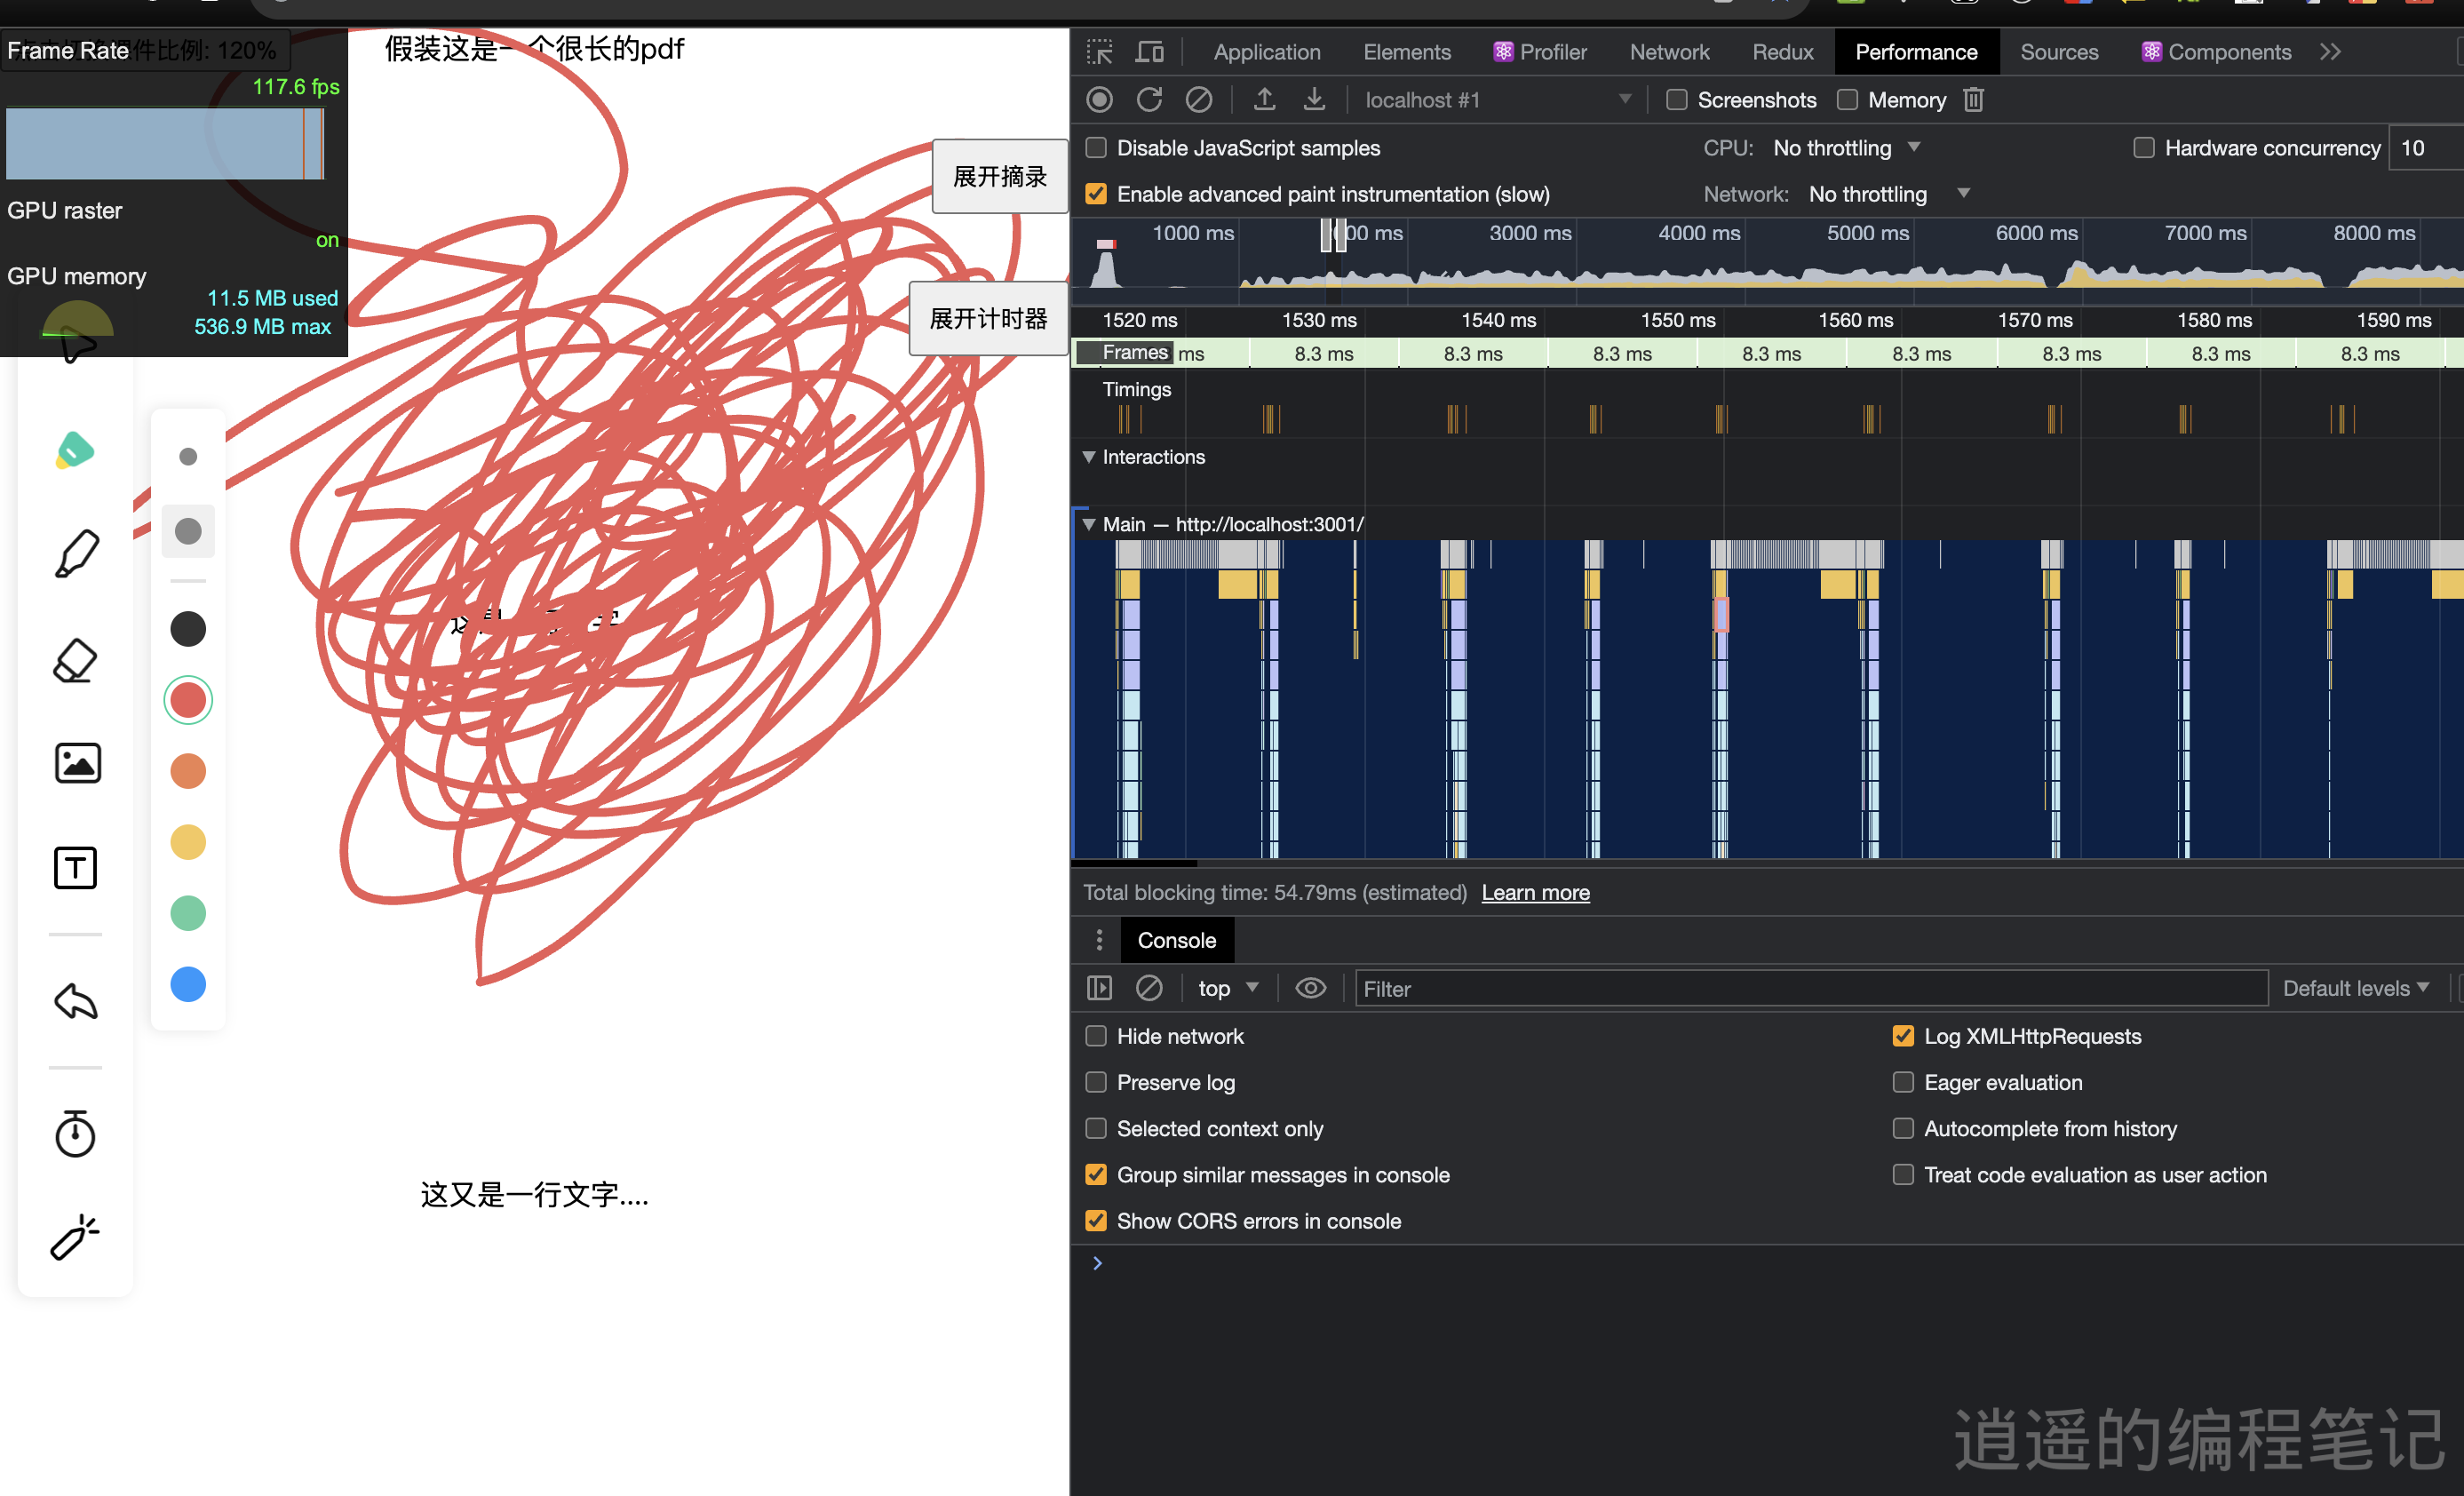 Frame Rate
课件比例: 120%
117.6 fps
GPU raster
on
GPU memory
11.5 MB used
536.9 MB max
假装这是一个很长的pdf
展开摘录
展开计时器
这又是一行文字....
T
Application Elements Profiler Network Redux Performance Sources Components
localhost #1 Screenshots Memory
Disable JavaScript samples CPU: No throttling Hardware concurrency 10
Enable advanced paint instrumentation (slow) Network: No throttling
1000 ms 3000 ms 4000 ms 5000 ms 6000 ms 7000 ms 8000 ms
1520 ms 1530 ms 1540 ms 1550 ms 1560 ms 1570 ms 1580 ms 1590 ms
Frames ms 8.3 ms 8.3 ms 8.3 ms 8.3 ms 8.3 ms 8.3 ms 8.3 ms 8.3 ms
Timings
Interactions
Main — http://localhost:3001/
Total blocking time: 54.79ms (estimated) Learn more
Console
top Filter Default levels
Hide network Log XMLHttpRequests
Preserve log Eager evaluation
Selected context only Autocomplete from history
Group similar messages in console Treat code evaluation as user action
Show CORS errors in console
逍遥的编程笔记